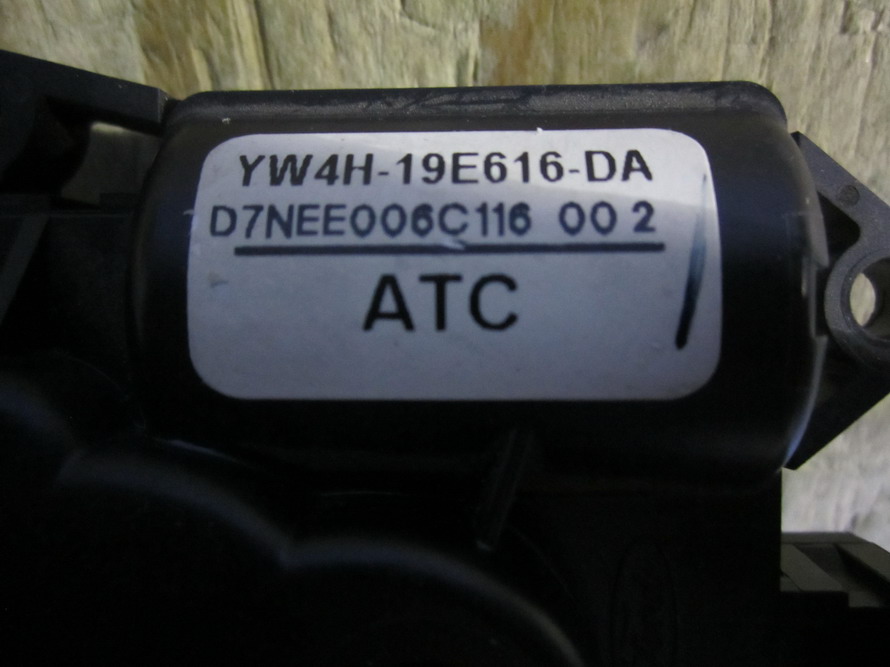 YW4H-19E616-DA
D7NEE006C116 00 2
ATC